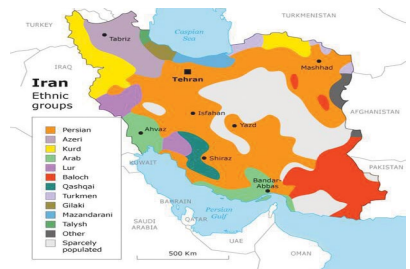 TURKEY
Caspian
Sea
TURKMENISTAN
Tabriz
IRAQ
Tehran
Mashhad
Iran
Ethnic
groups
AFGHANISTAN
Isfahan
Yazd
Ahvaz
Shiraz
KUWAIT
PAKISTAN
Bandar
Abbas
BAHRAIN
Persian
Gulf
SAUDI
ARABIA
QATAR
UAE
OMAN
Persian
Azeri
Kurd
Arab
Lur
Baloch
Qashqai
Turkmen
Gilaki
Mazandarani
Talysh
Other
Sparcely
populated
500 Km